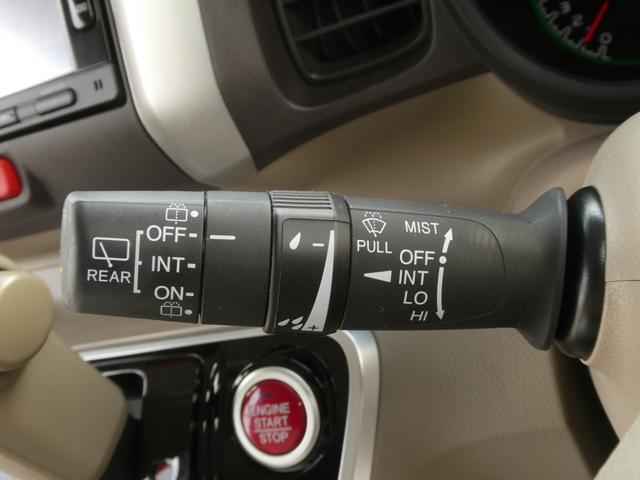 REAR
OFF
INT
ON
PULL
MIST
OFF
INT
LO
HI
ENGINE
START
STOP